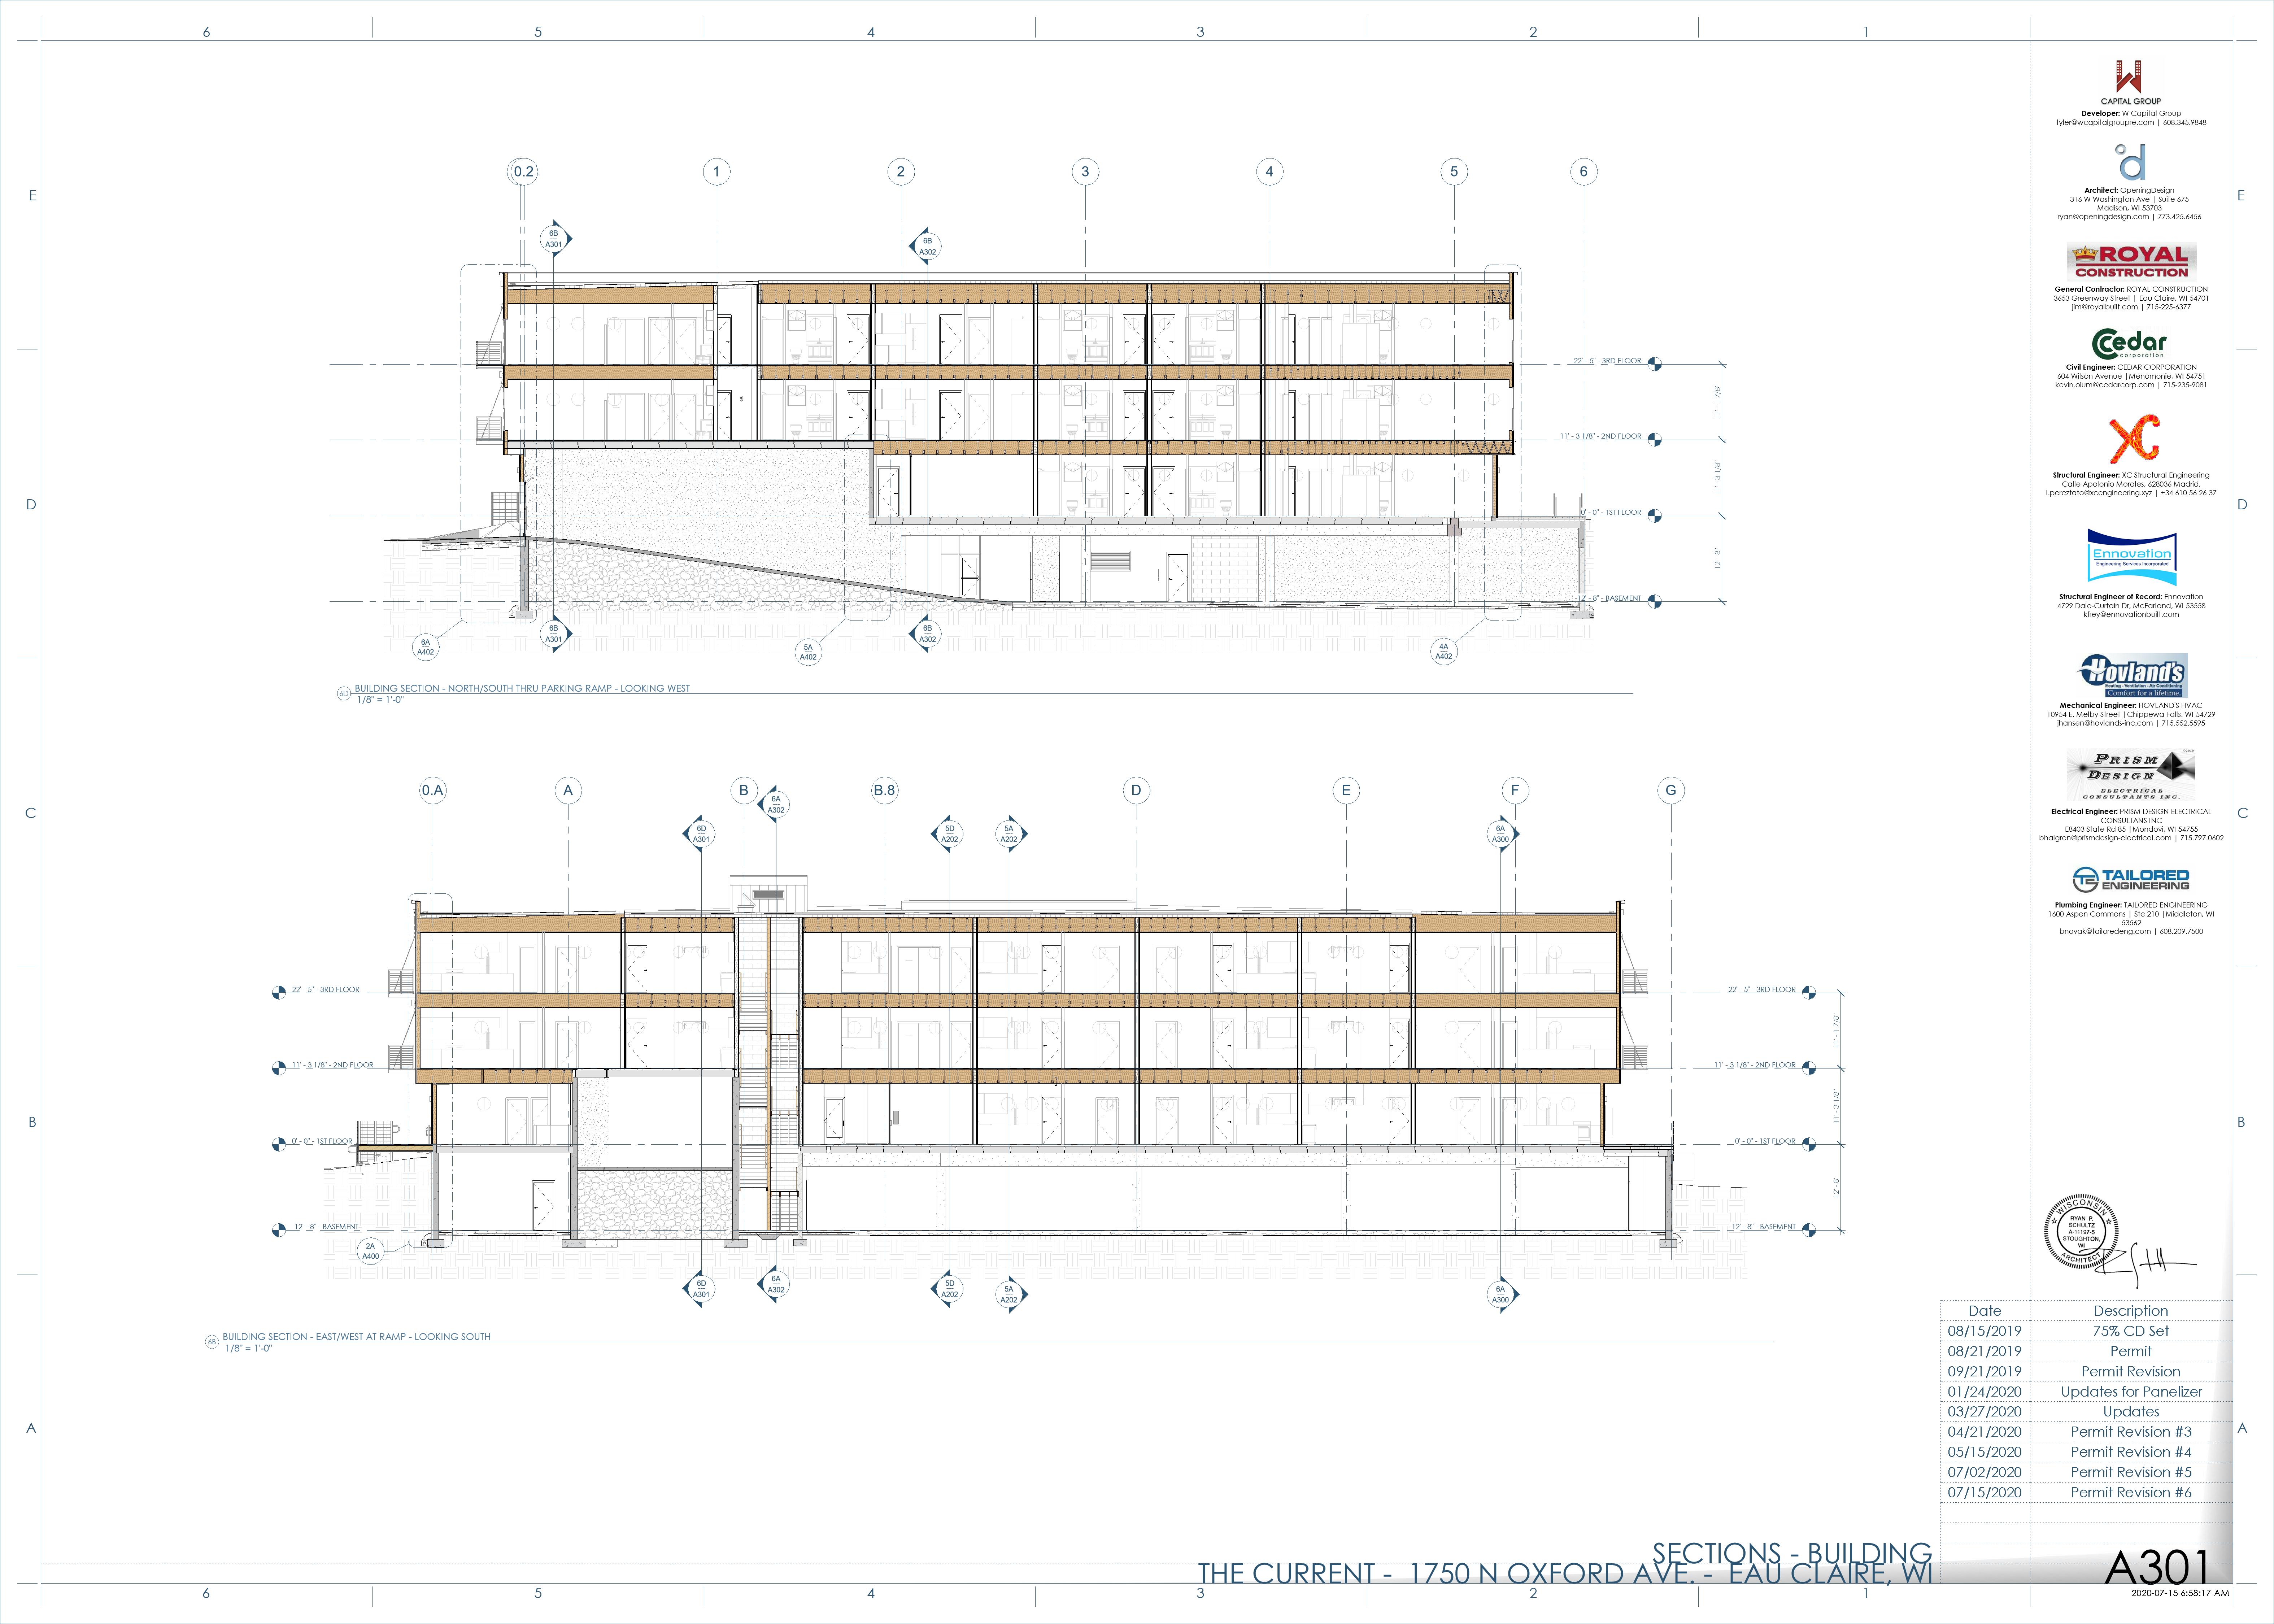 6 5 4 3 2 1
E
D
C
B
A
0.2 1 2 3 4 5 6
6B
A301
6B
A302
22' - 5" - 3RD FLOOR
11' - 3 1/8" - 2ND FLOOR
0' - 0" - 1ST FLOOR
-12' - 8" - BASEMENT
11' - 1 7/8"
11' - 3 1/8"
12' - 8"
6A
A402
6B
A301
5A
A402
6B
A302
4A
A402
6D BUILDING SECTION - NORTH/SOUTH THRU PARKING RAMP - LOOKING WEST
1/8" = 1'-0"
0.A A B B.8 D E F G
6A
A302
6D
A301
5D
A202
5A
A202
6A
A300
22' - 5" - 3RD FLOOR
11' - 3 1/8" - 2ND FLOOR
0' - 0" - 1ST FLOOR
-12' - 8" - BASEMENT
22' - 5" - 3RD FLOOR
11' - 3 1/8" - 2ND FLOOR
0' - 0" - 1ST FLOOR
-12' - 8" - BASEMENT
11' - 1 7/8"
11' - 3 1/8"
12' - 8"
2A
A400
6D
A301
6A
A302
5D
A202
5A
A202
6A
A300
6B BUILDING SECTION - EAST/WEST AT RAMP - LOOKING SOUTH
1/8" = 1'-0"
W
CAPITAL GROUP
Developer: W Capital Group
tyler@wcapitalgroupre.com | 608.345.9848
Architect: OpeningDesign
316 W Washington Ave | Suite 675
Madison, WI 53703
ryan@openingdesign.com | 773.425.6456
ROYAL
CONSTRUCTION
General Contractor: ROYAL CONSTRUCTION
3653 Greenway Street | Eau Claire, WI 54701
jim@royalbuilt.com | 715-225-6377
Cedar
corporation
Civil Engineer: CEDAR CORPORATION
604 Wilson Avenue |Menomonie, WI 54751
kevin.oium@cedarcorp.com | 715-235-9081
XC
Structural Engineer: XC Structural Engineering
Calle Apolonio Morales, 628036 Madrid,
l.pereztato@xcengineering.xyz | +34 610 56 26 37
Ennovation
Engineering Services Incorporated
Structural Engineer of Record: Ennovation
4729 Dale-Curtain Dr, McFarland, WI 53558
kfrey@ennovationbuilt.com
Hovland's
Heating - Ventilation - Air Conditioning
Comfort for a lifetime.
Mechanical Engineer: HOVLAND'S HVAC
10954 E. Melby Street |Chippewa Falls, WI 54729
jhansen@hovlands-inc.com | 715.552.5595
PRISM
DESIGN
ELECTRICAL
CONSULTANTS INC.
Electrical Engineer: PRISM DESIGN ELECTRICAL
CONSULTANS INC
E8403 State Rd 85 |Mondovi, WI 54755
bhalgren@prismdesign-electrical.com | 715.797.0602
TE TAILORED
ENGINEERING
Plumbing Engineer: TAILORED ENGINEERING
1600 Aspen Commons | Ste 210 |Middleton, WI
53562
bnovak@tailoredeng.com | 608.209.7500
WISCONSIN
RYAN P.
SCHULTZ
A-11197-5
STOUGHTON,
WI
ARCHITECT
Date Description
08/15/2019 75% CD Set
08/21/2019 Permit
09/21/2019 Permit Revision
01/24/2020 Updates for Panelizer
03/27/2020 Updates
04/21/2020 Permit Revision #3
05/15/2020 Permit Revision #4
07/02/2020 Permit Revision #5
07/15/2020 Permit Revision #6
SECTIONS - BUILDING
THE CURRENT - 1750 N OXFORD AVE. - EAU CLAIRE, WI
A301
2020-07-15 6:58:17 AM
E
D
C
B
A
6 5 4 3 2 1